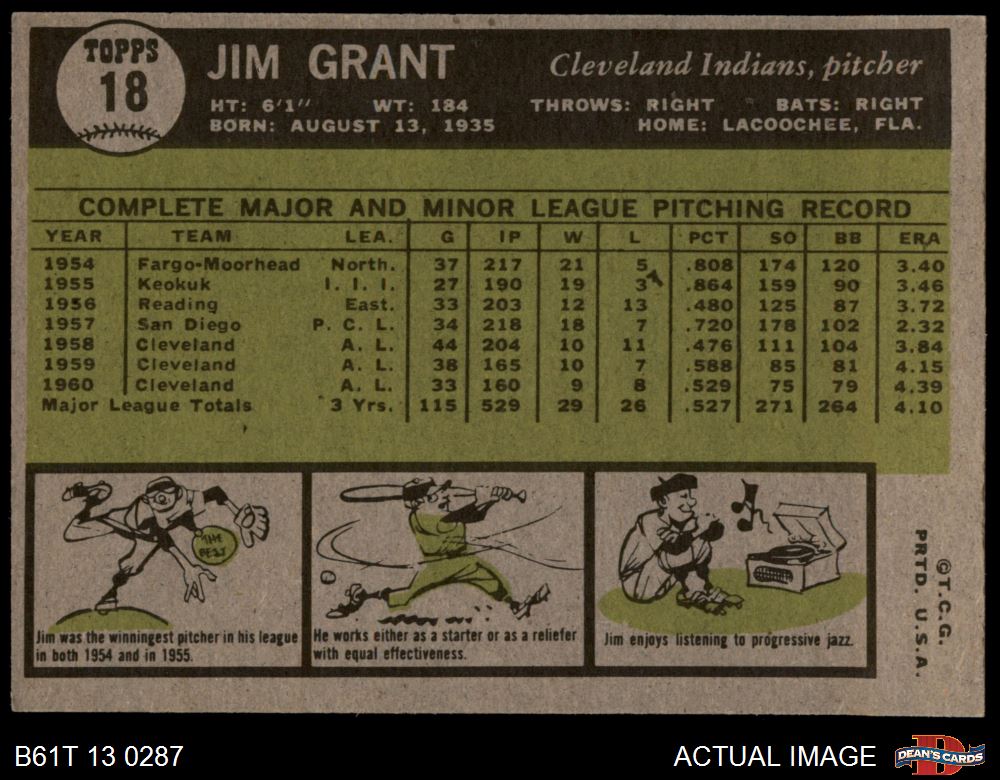 TOPPS
18
JIM GRANT
Cleveland Indians, pitcher
HT: 6'1" WT: 184 THROWS: RIGHT BATS: RIGHT
BORN: AUGUST 13, 1935 HOME: LACOOCHEE, FLA.
COMPLETE MAJOR AND MINOR LEAGUE PITCHING RECORD
YEAR TEAM LEA. G IP W L PCT SO BB ERA
1954 Fargo-Moorhead North. 37 217 21 5 .808 174 120 3.40
1955 Keokuk I. I. I. 27 190 19 3 .864 159 90 3.46
1956 Reading East. 33 203 12 13 .480 125 87 3.72
1957 San Diego P. C. L. 34 218 18 7 .720 178 102 2.32
1958 Cleveland A. L. 44 204 10 11 .476 111 104 3.84
1959 Cleveland A. L. 38 165 10 7 .588 85 81 4.15
1960 Cleveland A. L. 33 160 9 8 .529 75 79 4.39
Major League Totals 3 Yrs. 115 529 29 26 .527 271 264 4.10
THE
BEST
Jim was the winningest pitcher in his league
in both 1954 and in 1955.
He works either as a starter or as a reliefer
with equal effectiveness.
Jim enjoys listening to progressive jazz.
©T.C.G.
PRTD. U.S.A.
B61T 13 0287
ACTUAL IMAGE
D
DEAN'S CARDS